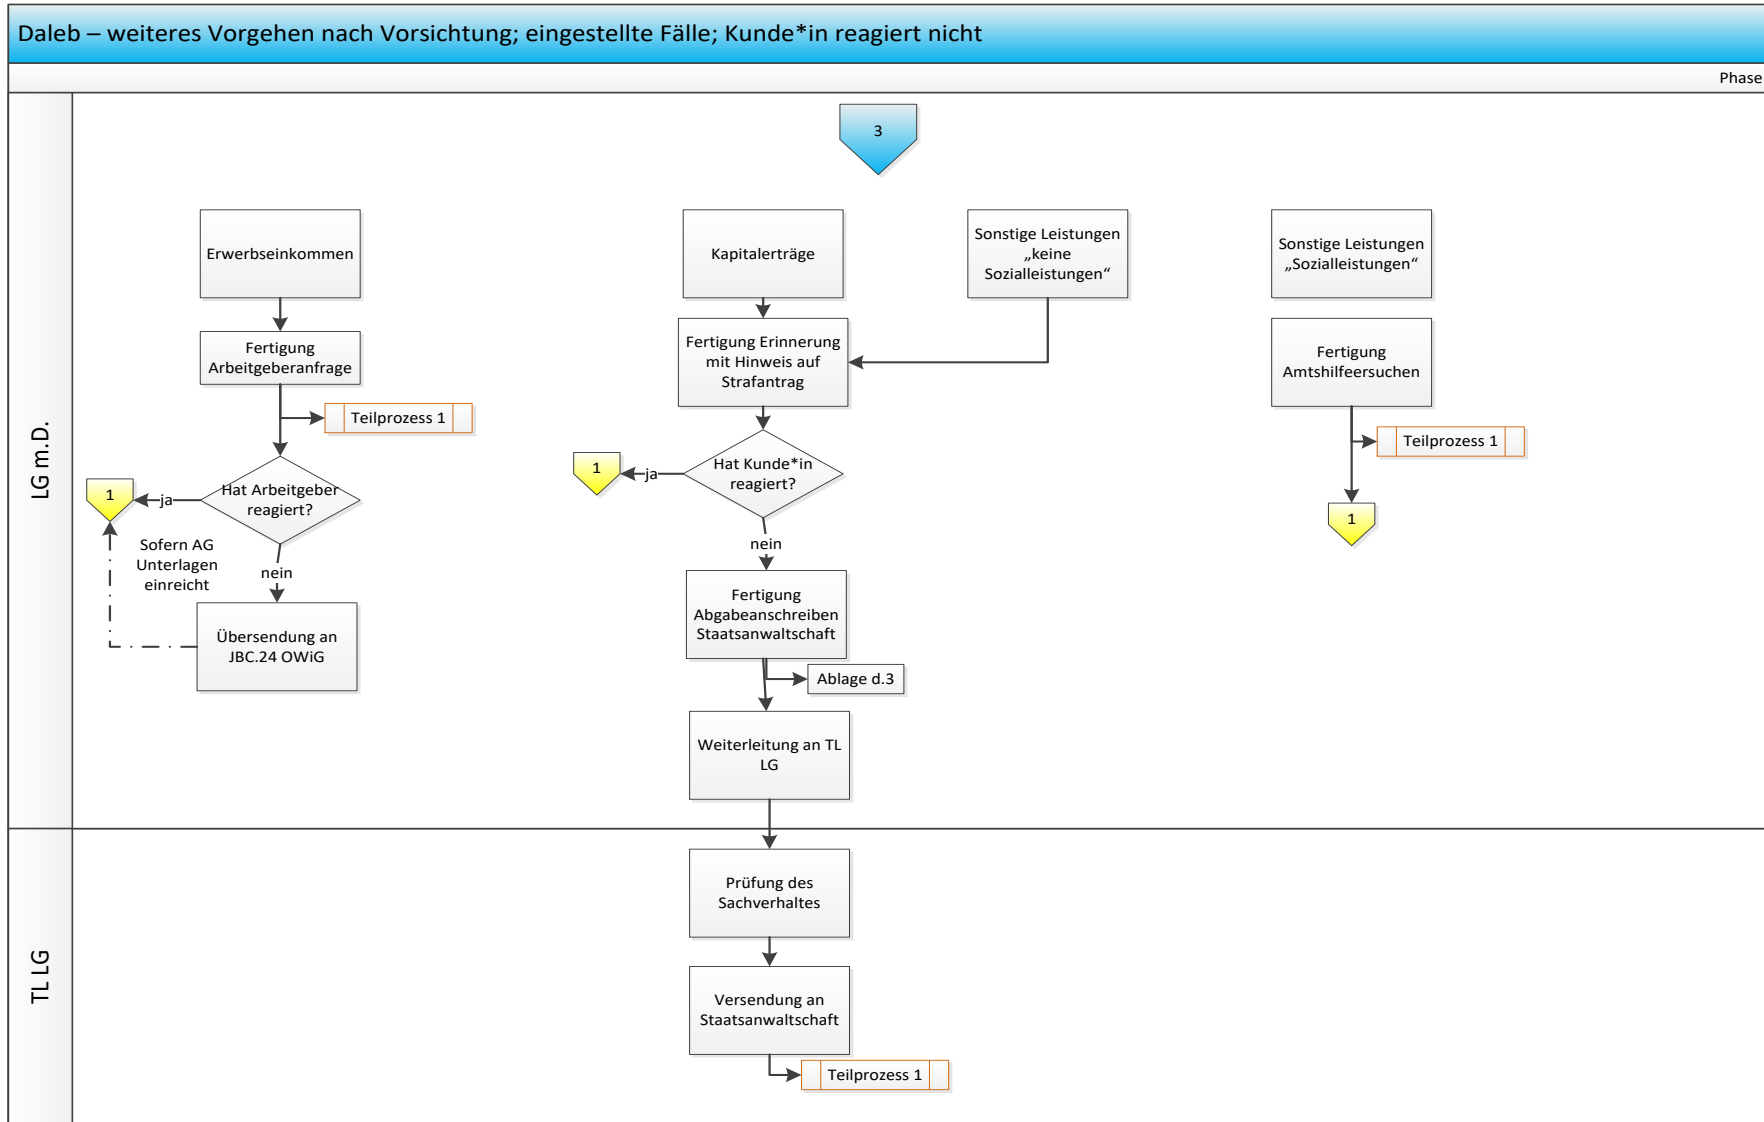 Daleb – weiteres Vorgehen nach Vorsichtung; eingestellte Fälle; Kunde*in reagiert nicht
Phase
LG m.D.
3
Erwerbseinkommen
Fertigung
Arbeitgeberanfrage
Teilprozess 1
Hat Arbeitgeber
reagiert?
ja
1
Sofern AG
Unterlagen
einreicht
nein
Übersendung an
JBC.24 OWiG
Kapitalerträge
Sonstige Leistungen
„keine
Sozialleistungen“
Fertigung Erinnerung
mit Hinweis auf
Strafantrag
Hat Kunde*in
reagiert?
ja
1
nein
Fertigung
Abgabeanschreiben
Staatsanwaltschaft
Ablage d.3
Weiterleitung an TL
LG
Sonstige Leistungen
„Sozialleistungen“
Fertigung
Amtshilfeersuchen
Teilprozess 1
1
TL LG
Prüfung des
Sachverhaltes
Versendung an
Staatsanwaltschaft
Teilprozess 1